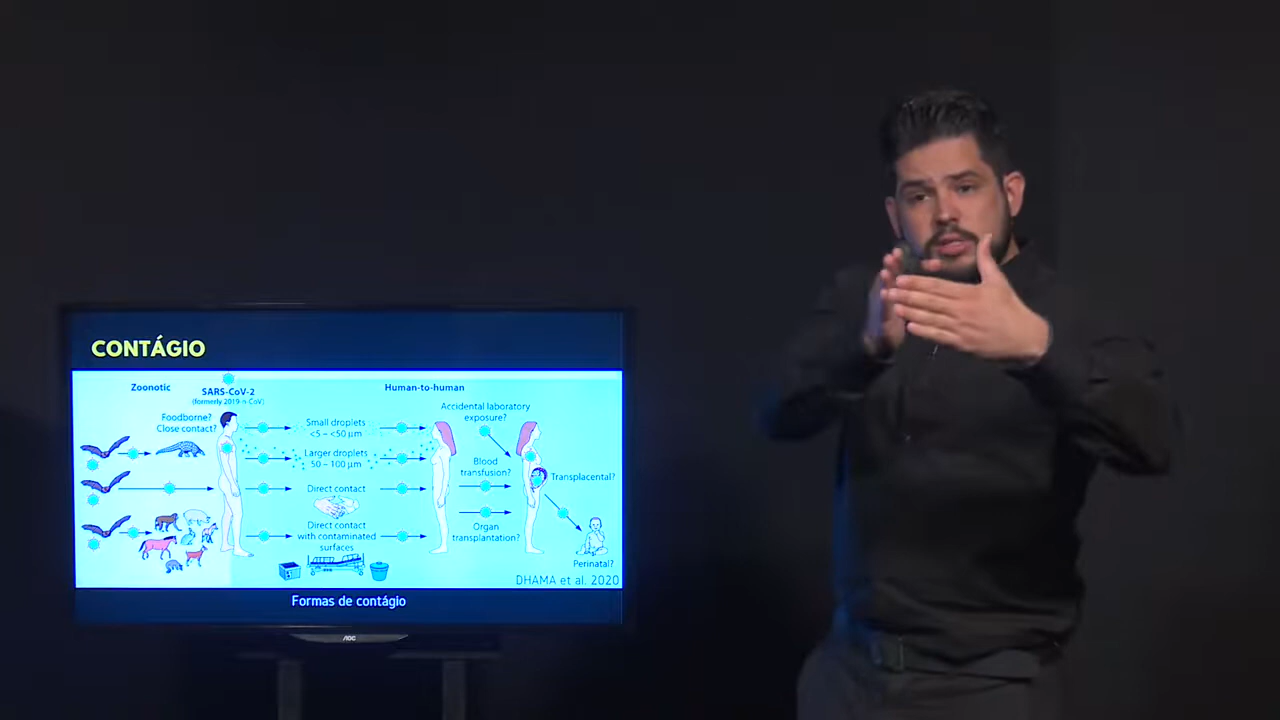 CONTÁGIO
Zoonotic
SARS-CoV-2
(formerly 2019-n-CoV)
Human-to-human
Foodborne?
Close contact?
Small droplets
<5 – <50 µm
Larger droplets
50 – 100 µm
Direct contact
Direct contact
with contaminated
surfaces
Accidental laboratory
exposure?
Blood
transfusion?
Organ
transplantation?
Transplacental?
Perinatal?
DHAMA et al. 2020
Formas de contágio
AOC